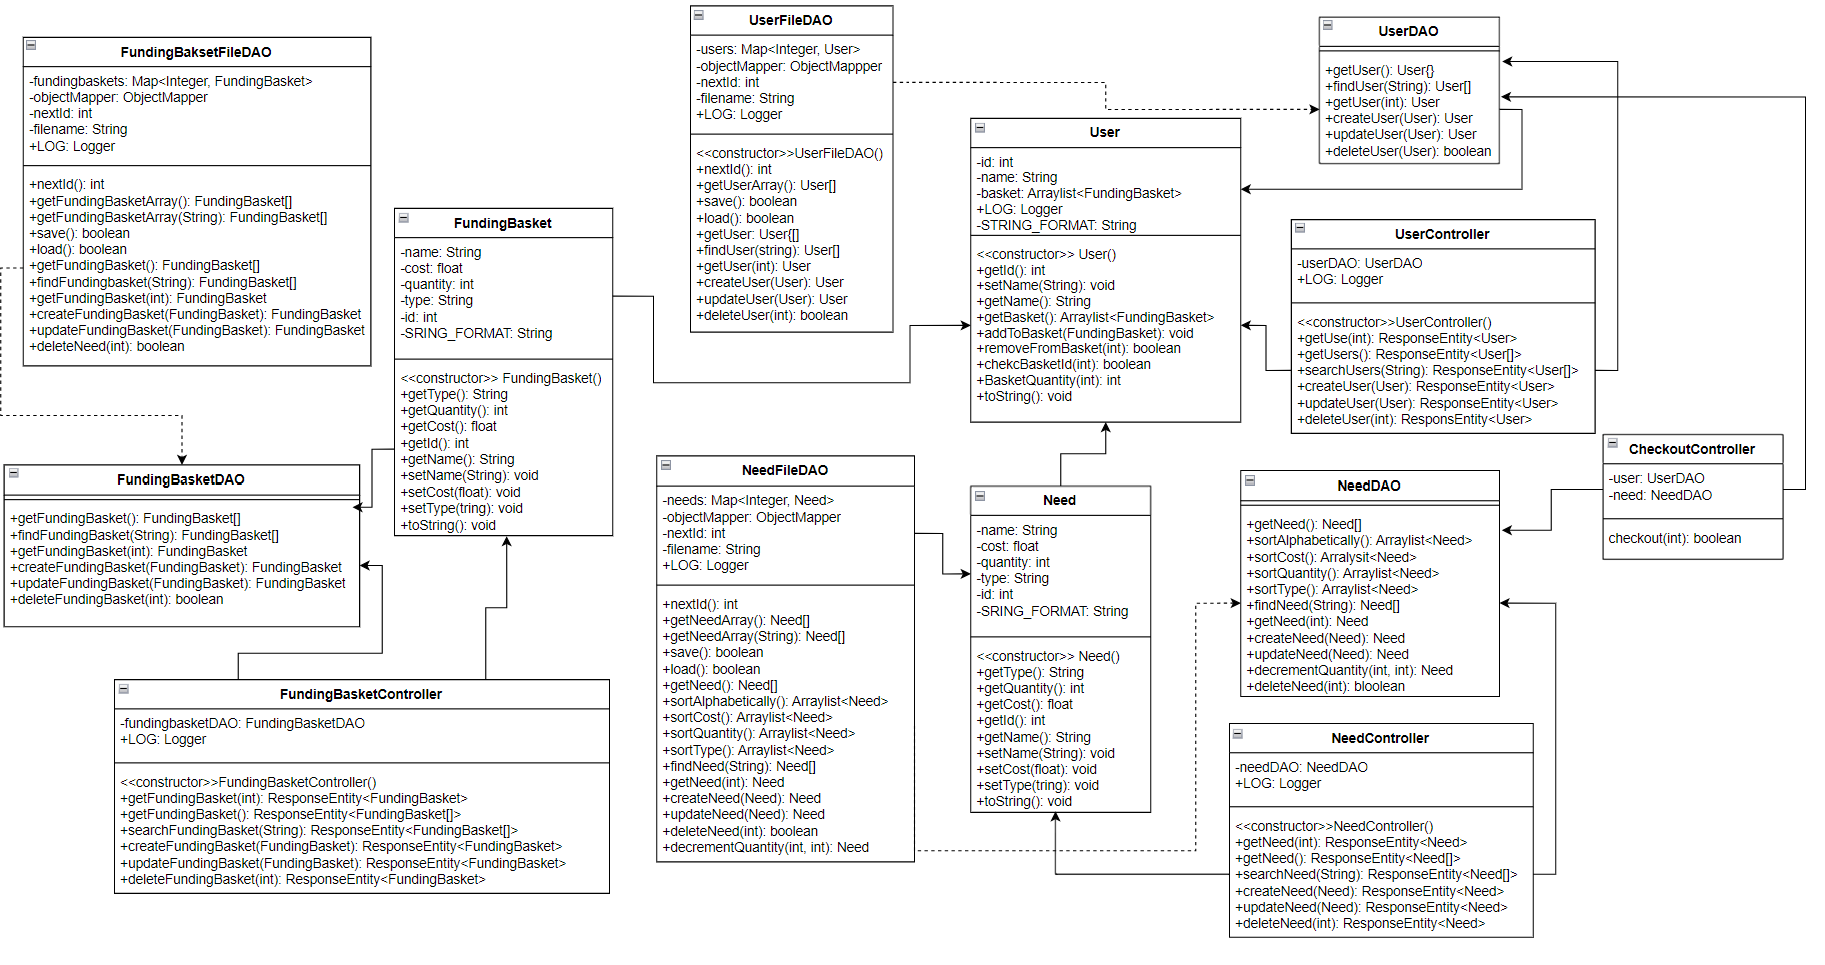 FundingBaksetFileDAO
-fundingbaskets: Map<Integer, FundingBasket>
-objectMapper: ObjectMapper
-nextId: int
-filename: String
+LOG: Logger
+nextId(): int
+getFundingBasketArray(): FundingBasket[]
+getFundingBasketArray(String): FundingBasket[]
+save(): boolean
+load(): boolean
+getFundingBasket(): FundingBasket[]
+findFundingbasket(String): FundingBasket[]
+getFundingBasket(int): FundingBasket
+createFundingBasket(FundingBasket): FundingBasket
+updateFundingBasket(FundingBasket): FundingBasket
+deleteNeed(int): boolean
FundingBasket
-name: String
-cost: float
-quantity: int
-type: String
-id: int
-SRING_FORMAT: String
<<constructor>> FundingBasket()
+getType(): String
+getQuantity(): int
+getCost(): float
+getId(): int
+getName(): String
+setName(String): void
+setCost(float): void
+setType(tring): void
+toString(): void
FundingBasketDAO
+getFundingBasket(): FundingBasket[]
+findFundingBasket(String): FundingBasket[]
+getFundingBasket(int): FundingBasket
+createFundingBasket(FundingBasket): FundingBasket
+updateFundingBasket(FundingBasket): FundingBasket
+deleteFundingBasket(int): boolean
FundingBasketController
-fundingbasketDAO: FundingBasketDAO
+LOG: Logger
<<constructor>>FundingBasketController()
+getFundingBasket(int): ResponseEntity<FundingBasket>
+getFundingBasket(): ResponseEntity<FundingBasket[]>
+searchFundingBasket(String): ResponseEntity<FundingBasket[]>
+createFundingBasket(FundingBasket): ResponseEntity<FundingBasket>
+updateFundingBasket(FundingBasket): ResponseEntity<FundingBasket>
+deleteFundingBasket(int): ResponseEntity<FundingBasket>
UserFileDAO
-users: Map<Integer, User>
-objectMapper: ObjectMappper
-nextId: int
-filename: String
+LOG: Logger
<<constructor>>UserFileDAO()
+nextId(): int
+getUserArray(): User[]
+save(): boolean
+load(): boolean
+getUser: User{[]
+findUser(string): User[]
+getUser(int): User
+createUser(User): User
+updateUser(User): User
+deleteUser(int): boolean
User
-id: int
-name: String
-basket: Arraylist<FundingBasket>
+LOG: Logger
-STRING_FORMAT: String
<<constructor>> User()
+getId(): int
+setName(String): void
+getName(): String
+getBasket(): Arraylist<FundingBasket>
+addToBasket(FundingBasket): void
+removeFromBasket(int): boolean
+chekcBasketId(int): boolean
+BasketQuantity(int): int
+toString(): void
UserDAO
+getUser(): User{}
+findUser(String): User[]
+getUser(int): User
+createUser(User): User
+updateUser(User): User
+deleteUser(User): boolean
UserController
-userDAO: UserDAO
+LOG: Logger
<<constructor>>UserController()
+getUse(int): ResponseEntity<User>
+getUsers(): ResponseEntity<User[]>
+searchUsers(String): ResponseEntity<User[]>
+createUser(User): ResponseEntity<User>
+updateUser(User): ResponseEntity<User>
+deleteUser(int): ResponsEntity<User>
CheckoutController
-user: UserDAO
-need: NeedDAO
checkout(int): boolean
NeedFileDAO
-needs: Map<Integer, Need>
-objectMapper: ObjectMapper
-nextId: int
-filename: String
+LOG: Logger
+nextId(): int
+getNeedArray(): Need[]
+getNeedArray(String): Need[]
+save(): boolean
+load(): boolean
+getNeed(): Need[]
+sortAlphabetically(): Arraylist<Need>
+sortCost(): Arraylist<Need>
+sortQuantity(): Arraylist<Need>
+sortType(): Arraylist<Need>
+findNeed(String): Need[]
+getNeed(int): Need
+createNeed(Need): Need
+updateNeed(Need): Need
+deleteNeed(int): boolean
+decrementQuantity(int, int): Need
Need
-name: String
-cost: float
-quantity: int
-type: String
-id: int
-SRING_FORMAT: String
<<constructor>> Need()
+getType(): String
+getQuantity(): int
+getCost(): float
+getId(): int
+getName(): String
+setName(String): void
+setCost(float): void
+setType(tring): void
+toString(): void
NeedDAO
+getNeed(): Need[]
+sortAlphabetically(): Arraylist<Need>
+sortCost(): Arralysit<Need>
+sortQuantity(): Arraylist<Need>
+sortType(): Arraylist<Need>
+findNeed(String): Need[]
+getNeed(int): Need
+createNeed(Need): Need
+updateNeed(Need): Need
+decrementQuantity(int, int): Need
+deleteNeed(int): bloolean
NeedController
-needDAO: NeedDAO
+LOG: Logger
<<constructor>>NeedController()
+getNeed(int): ResponseEntity<Need>
+getNeed(): ResponseEntity<Need[]>
+searchNeed(String): ResponseEntity<Need[]>
+createNeed(Need): ResponseEntity<Need>
+updateNeed(Need): ResponseEntity<Need>
+deleteNeed(int): ResponseEntity<Need>